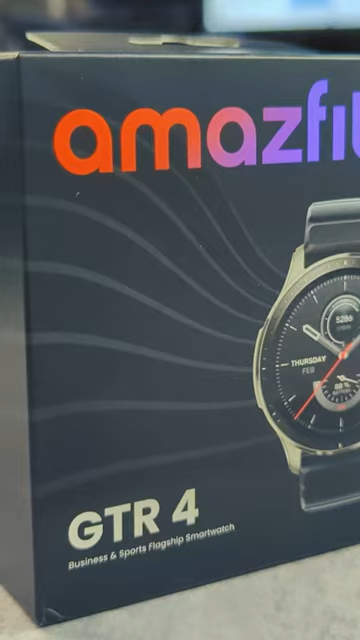 amazfit
5286
THURSDAY
FEB
GTR 4
Business & Sports Flagship Smartwatch